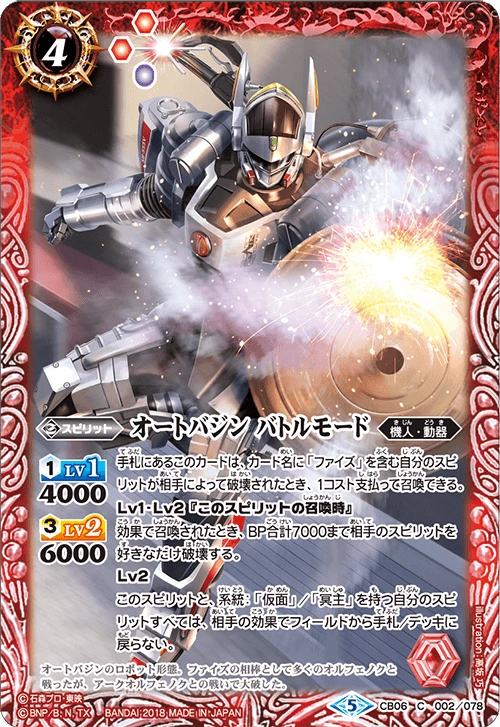 4
スピリット オートバジン バトルモード 機人・動器
1 LV1
4000
3 LV2
6000
手札にあるこのカードは、カード名に「ファイズ」を含む自分のスピ
リットが相手によって破壊されたとき、1コスト支払って召喚できる。
Lv1・Lv2『このスピリットの召喚時』
効果で召喚されたとき、BP合計7000まで相手のスピリットを
好きなだけ破壊する。
Lv2
このスピリットと、系統:「仮面」/「冥主」を持つ自分のスピ
リットすべては、相手の効果でフィールドから手札/デッキに
戻らない。
オートバジンのロボット形態。ファイズの相棒として多くのオルフェノクと
戦ったが、アークオルフェノクとの戦いで大破した。
©石森プロ・東映
©BNP/B, N, TX BANDAI 2018 MADE IN JAPAN
5 CB06 C 002/078